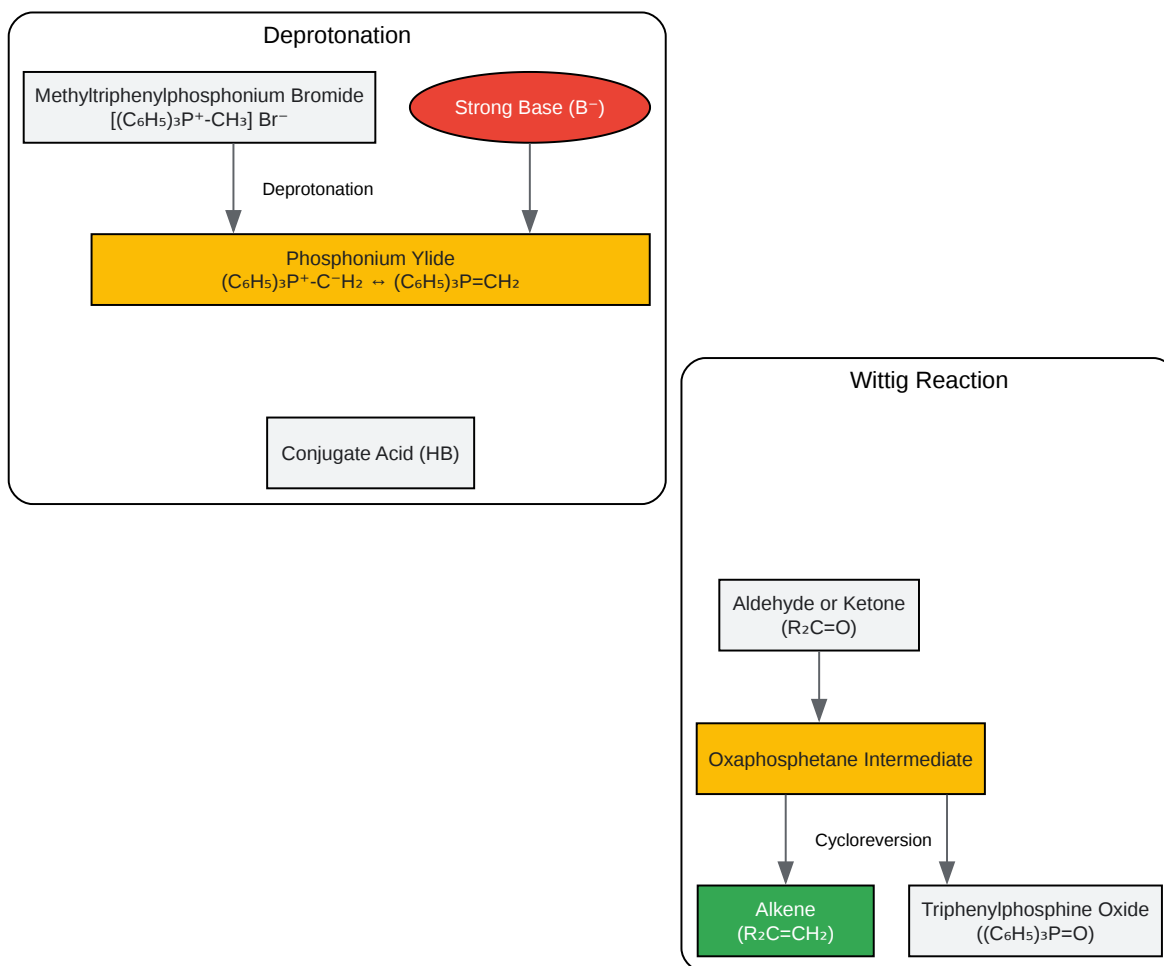 Deprotonation
Methyltriphenylphosphonium Bromide
[(C₆H₅)₃P⁺-CH₃] Br⁻
Strong Base (B⁻)
Deprotonation
Phosphonium Ylide
(C₆H₅)₃P⁺-C⁻H₂ ↔ (C₆H₅)₃P=CH₂
Conjugate Acid (HB)
Wittig Reaction
Aldehyde or Ketone
(R₂C=O)
Oxaphosphetane Intermediate
Cycloreversion
Alkene
(R₂C=CH₂)
Triphenylphosphine Oxide
((C₆H₅)₃P=O)